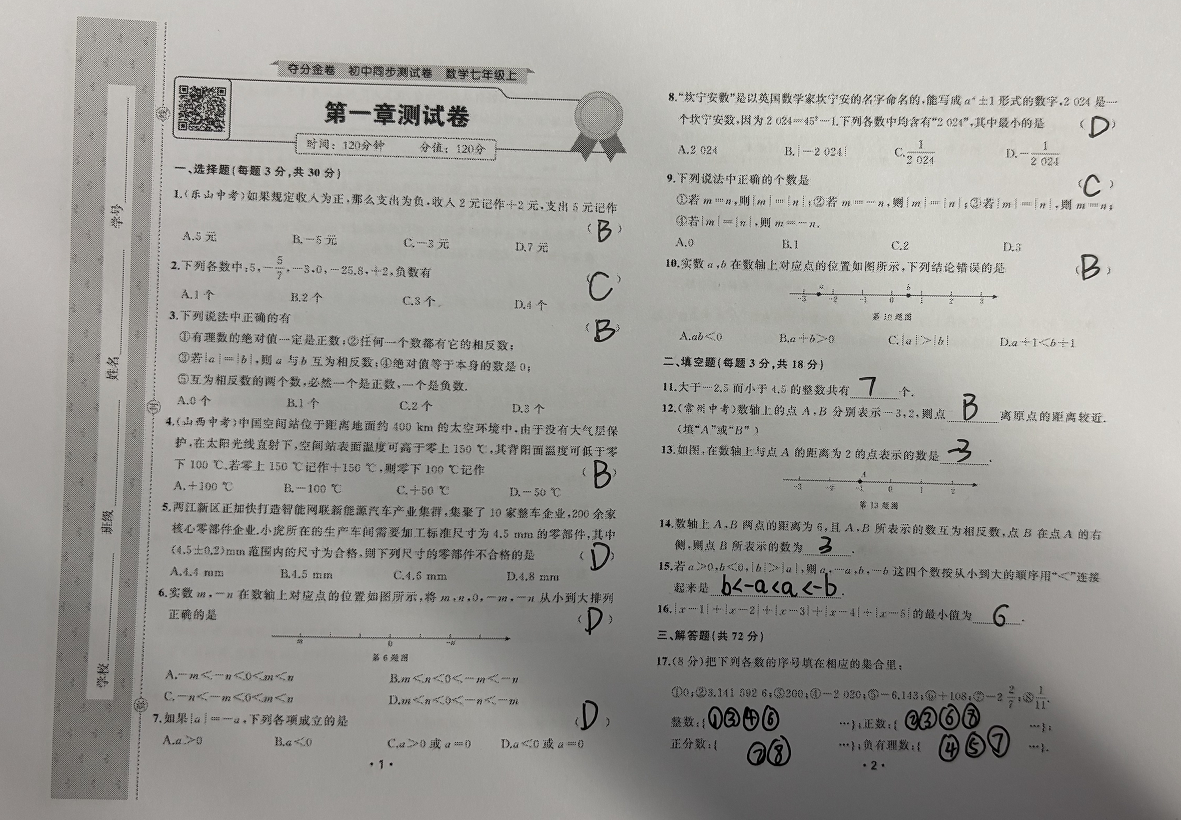 夺分金卷 初中同步测试卷 数学七年级上
第一章测试卷
时间：120分钟 分值：120分
学校 班级 姓名 学号
一、选择题(每题3分,共30分)
1.(乐山中考)如果规定收入为正,那么支出为负,收入2元记作+2元,支出5元记作
(B)
A.5元 B.-5元 C.-3元 D.7元
2.下列各数中:5,-5/7,-3,0,-25.8,+2,负数有 (C)
A.1个 B.2个 C.3个 D.4个
3.下列说法中正确的有 (B)
①有理数的绝对值一定是正数;②任何一个数都有它的相反数;
③若|a|=|b|,则a与b互为相反数;④绝对值等于本身的数是0;
⑤互为相反数的两个数,必然一个是正数,一个是负数.
A.0个 B.1个 C.2个 D.3个
4.(山西中考)中国空间站位于距离地面约400 km的太空环境中.由于没有大气层保
护,在太阳光线直射下,空间站表面温度可高于零上150 ℃,其背阳面温度可低于零
下100 ℃.若零上150 ℃记作+150 ℃,则零下100 ℃记作 (B)
A.+100 ℃ B.-100 ℃ C.+50 ℃ D.-50 ℃
5.两江新区正加快打造智能网联新能源汽车产业集群,集聚了10家整车企业,200余家
核心零部件企业.小虎所在的生产车间需要加工标准尺寸为4.5 mm的零部件,其中
(4.5±0.2)mm范围内的尺寸为合格,则下列尺寸的零部件不合格的是 (D)
A.4.4 mm B.4.5 mm C.4.6 mm D.4.8 mm
6.实数m,-n在数轴上对应点的位置如图所示,将m,n,0,-m,-n从小到大排列
正确的是 (D)
m 0 -n
第6题图
A.-m<-n<0<m<n B.m<n<0<-m<-n
C.-n<-m<0<m<n D.m<n<0<-n<-m
7.如果|a|=-a,下列各项成立的是 (D)
A.a>0 B.a<0 C.a>0或a=0 D.a<0或a=0
·1·
8.“坎宁安数”是以英国数学家坎宁安的名字命名的,能写成aⁿ±1形式的数字,2 024是一
个坎宁安数,因为2 024=45²-1.下列各数中均含有“2 024”,其中最小的是 (D)
A.2 024 B.|-2 024| C.1/2 024 D.-1/2 024
9.下列说法中正确的个数是 (C)
①若m=n,则|m|=|n|;②若m=-n,则|m|=|n|;③若|m|=|n|,则m=n;
④若|m|=|n|,则m=-n.
A.0 B.1 C.2 D.3
10.实数a,b在数轴上对应点的位置如图所示,下列结论错误的是 (B)
a b
-3 -2 -1 0 1 2 3
第10题图
A.ab<0 B.a+b>0 C.|a|>|b| D.a+1<b+1
二、填空题(每题3分,共18分)
11.大于-2.5而小于4.5的整数共有 7 个.
12.(常州中考)数轴上的点A,B分别表示-3,2,则点 B 离原点的距离较近.
(填“A”或“B”)
13.如图,在数轴上与点A的距离为2的点表示的数是 -3 .
A
-3 -2 -1 0 1 2
第13题图
14.数轴上A,B两点的距离为6,且A,B所表示的数互为相反数,点B在点A的右
侧,则点B所表示的数为 3 .
15.若a>0,b<0,|b|>|a|,则a,-a,b,-b这四个数按从小到大的顺序用“<”连接
起来是 b<-a<a<-b .
16.|x-1|+|x-2|+|x-3|+|x-4|+|x-5|的最小值为 6 .
三、解答题(共72分)
17.(8分)把下列各数的序号填在相应的集合里:
①0;②3.141 592 6;③200;④-2 020;⑤-6.143;⑥+108;⑦-2 2/7;⑧1/11.
整数:{①③④⑥ …};正数:{②③⑥⑧ …};
正分数:{②⑧ …};负有理数:{④⑤⑦ …}.
·2·